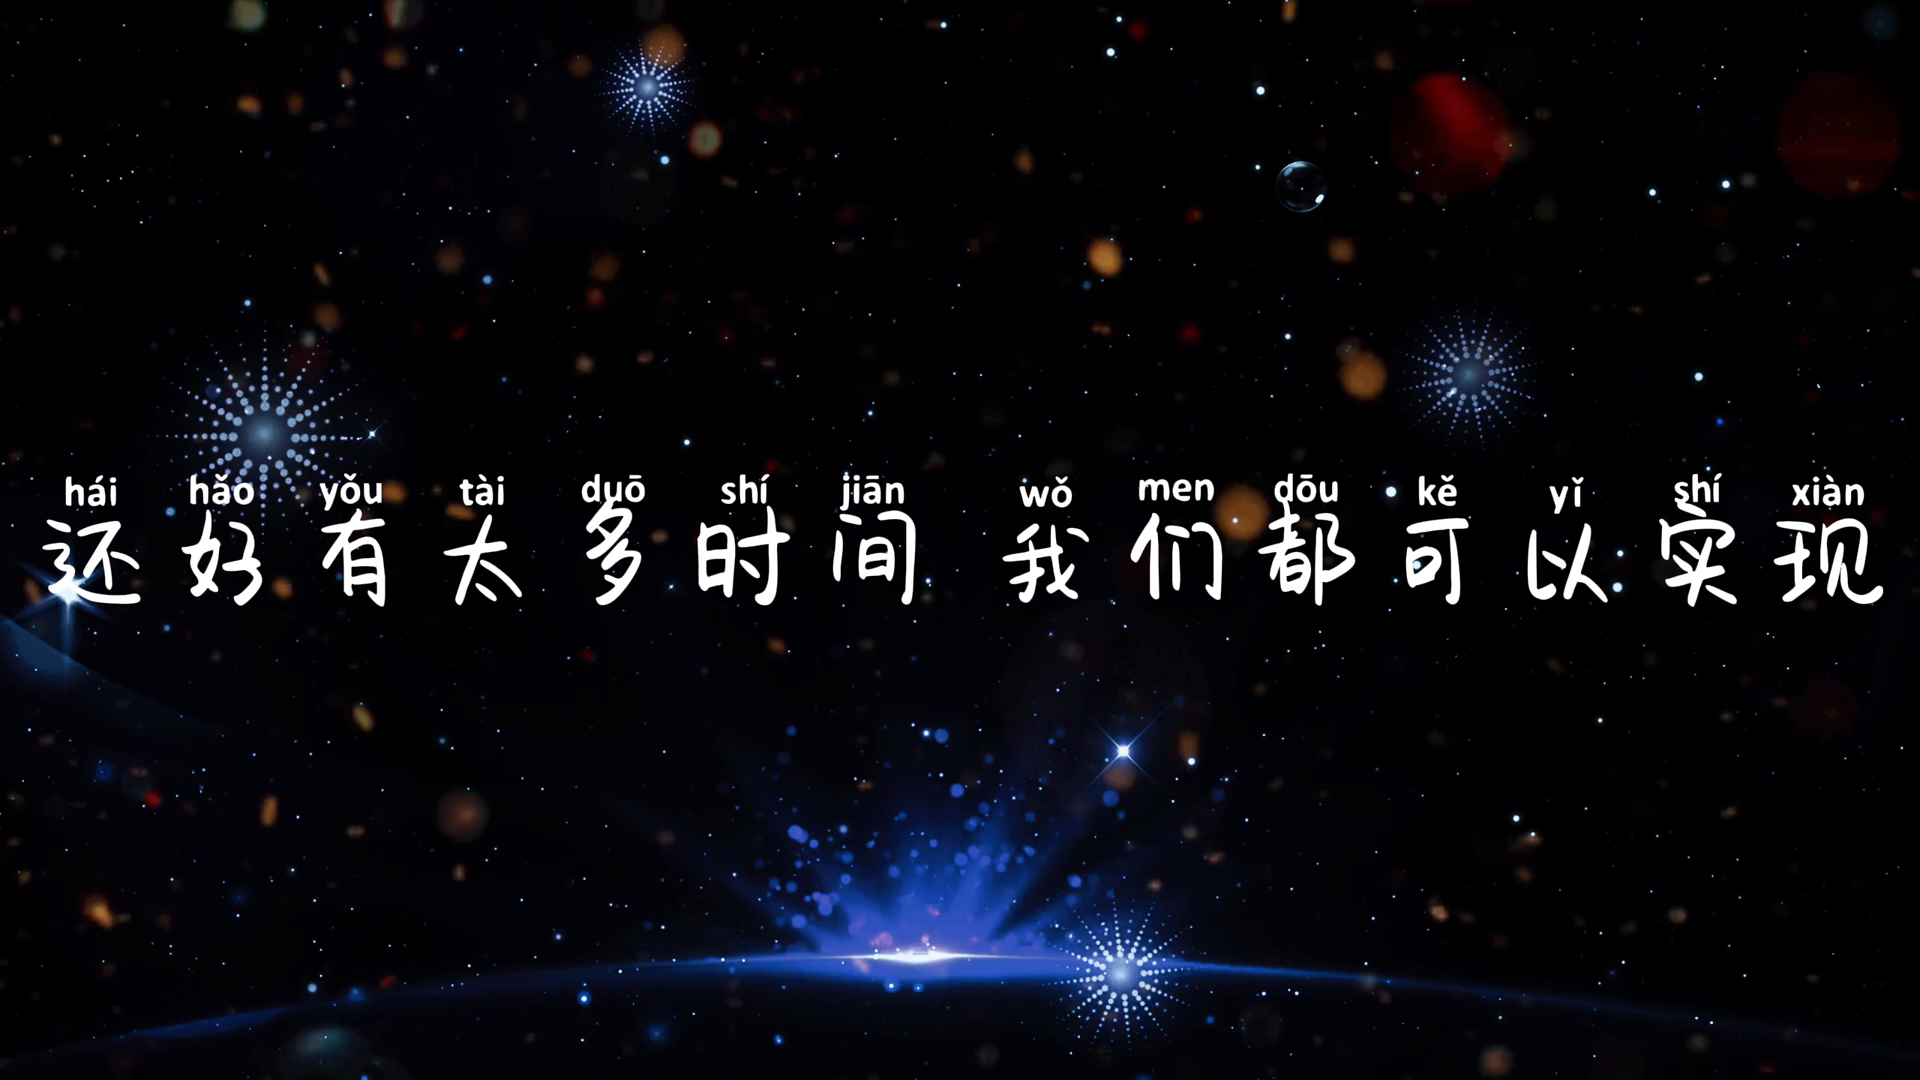 hái hǎo yǒu tài duō shí jiān wǒ men dōu kě yǐ shí xiàn
还好有太多时间 我们都可以实现